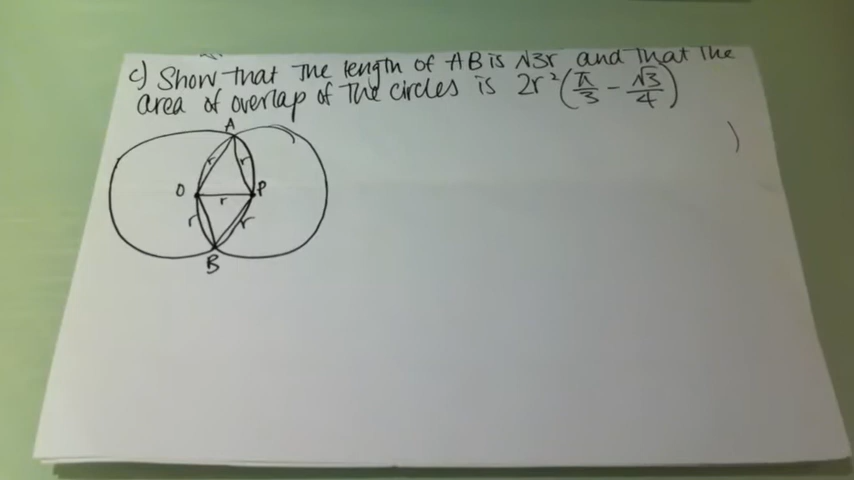 c) Show that the length of AB is √3r and that the
area of overlap of the circles is 2r²(π/3 - √3/4)
)
A
r r
O r P
r r
B